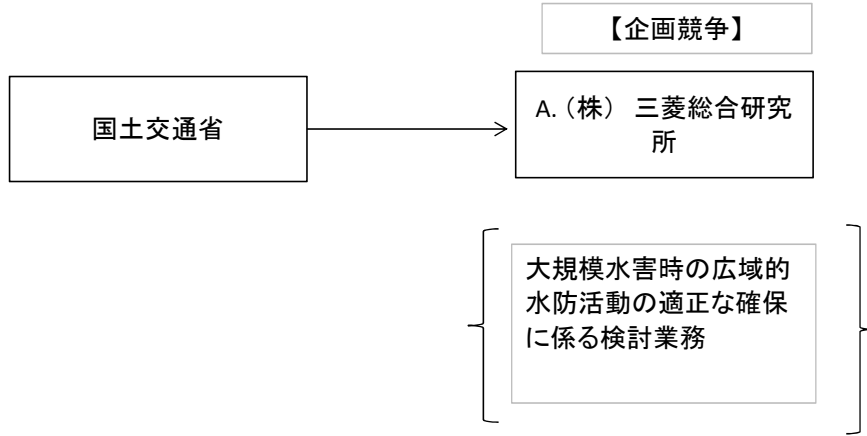 【企画競争】
国土交通省
A.（株） 三菱総合研究
所
大規模水害時の広域的
水防活動の適正な確保
に係る検討業務